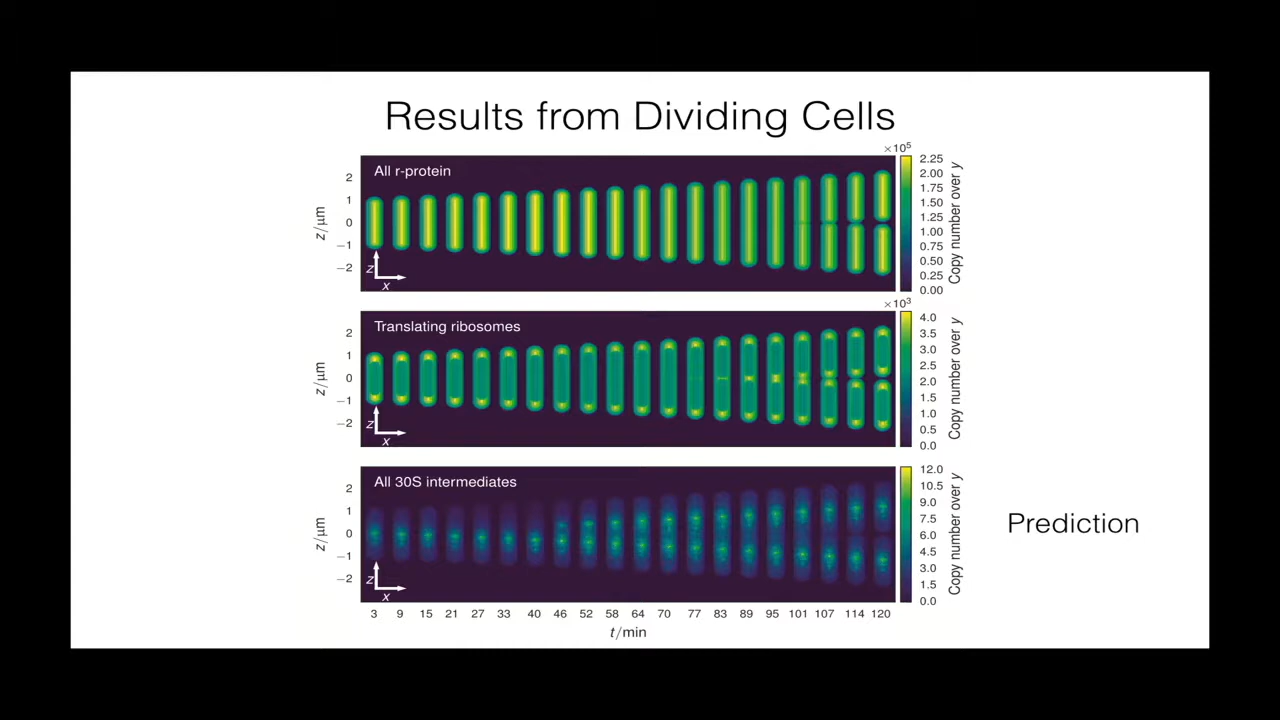 Results from Dividing Cells
×10⁵
All r-protein
z/μm
2
1
0
−1
−2
z
x
2.25
2.00
1.75
1.50
1.25
1.00
0.75
0.50
0.25
0.00
Copy number over y
×10³
Translating ribosomes
z/μm
2
1
0
−1
−2
z
x
4.0
3.5
3.0
2.5
2.0
1.5
1.0
0.5
0.0
Copy number over y
All 30S intermediates
z/μm
2
1
0
−1
−2
z
x
12.0
10.5
9.0
7.5
6.0
4.5
3.0
1.5
0.0
Copy number over y
Prediction
3 9 15 21 27 33 40 46 52 58 64 70 77 83 89 95 101 107 114 120
t/min